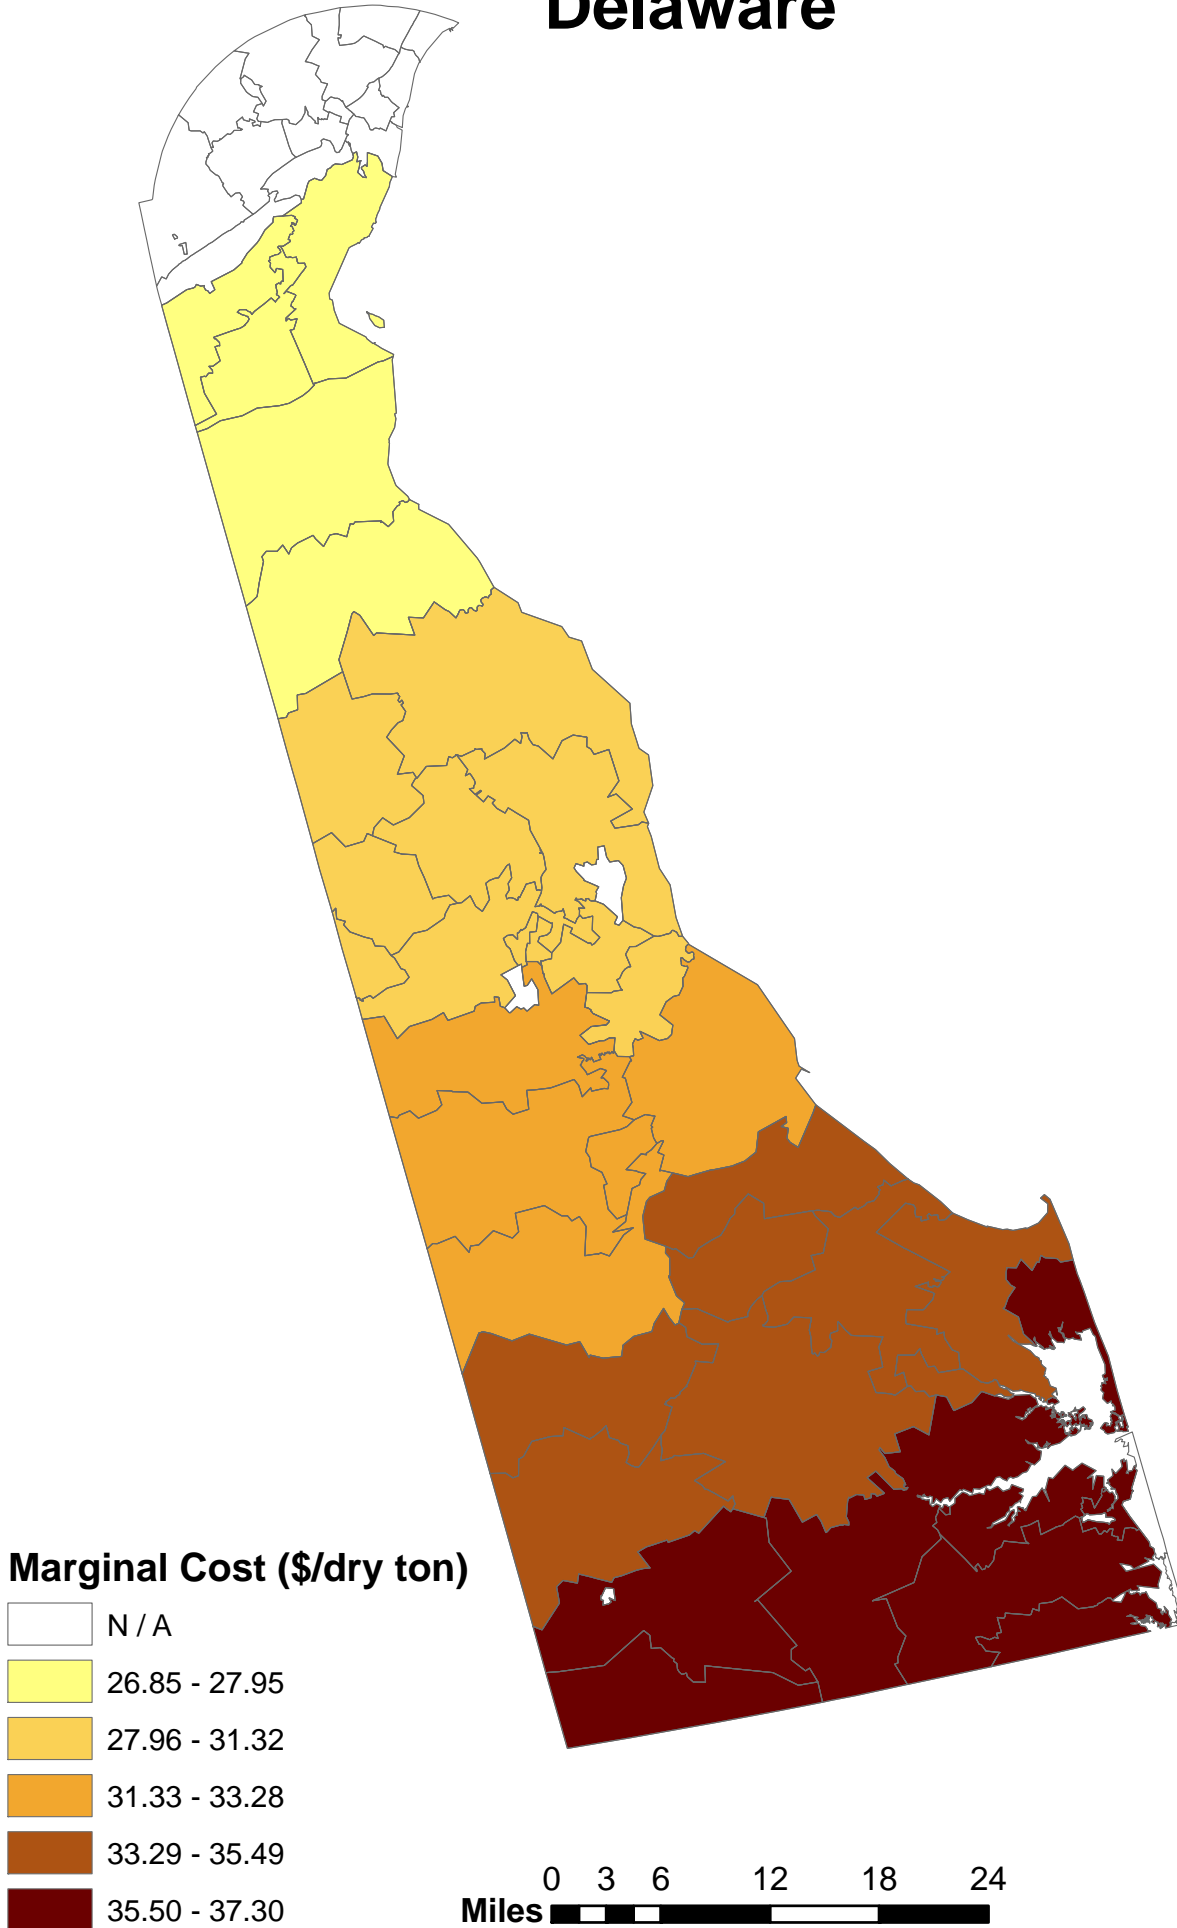 Delaware
Marginal Cost ($/dry ton)
N / A
26.85 - 27.95
27.96 - 31.32
31.33 - 33.28
33.29 - 35.49
35.50 - 37.30
0 3 6 12 18 24
Miles